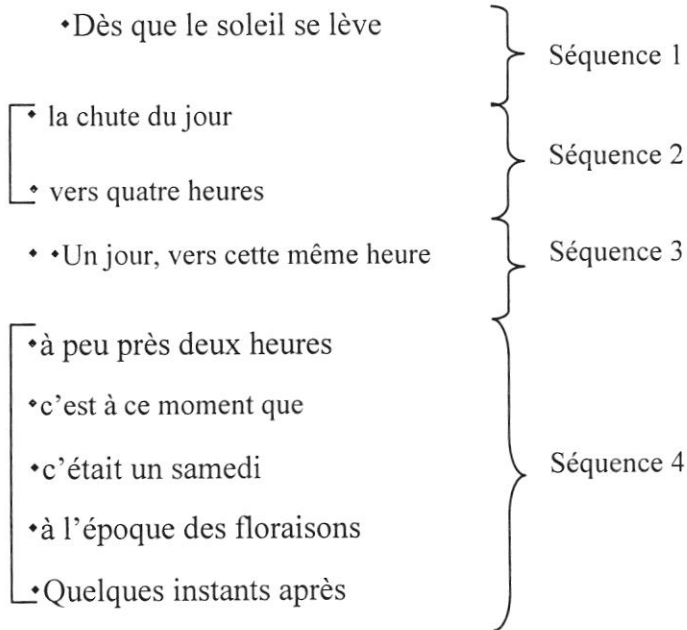 •Dès que le soleil se lève
Séquence 1
• la chute du jour
Séquence 2
• vers quatre heures
• •Un jour, vers cette même heure
Séquence 3
•à peu près deux heures
•c'est à ce moment que
•c'était un samedi
Séquence 4
•à l'époque des floraisons
•Quelques instants après